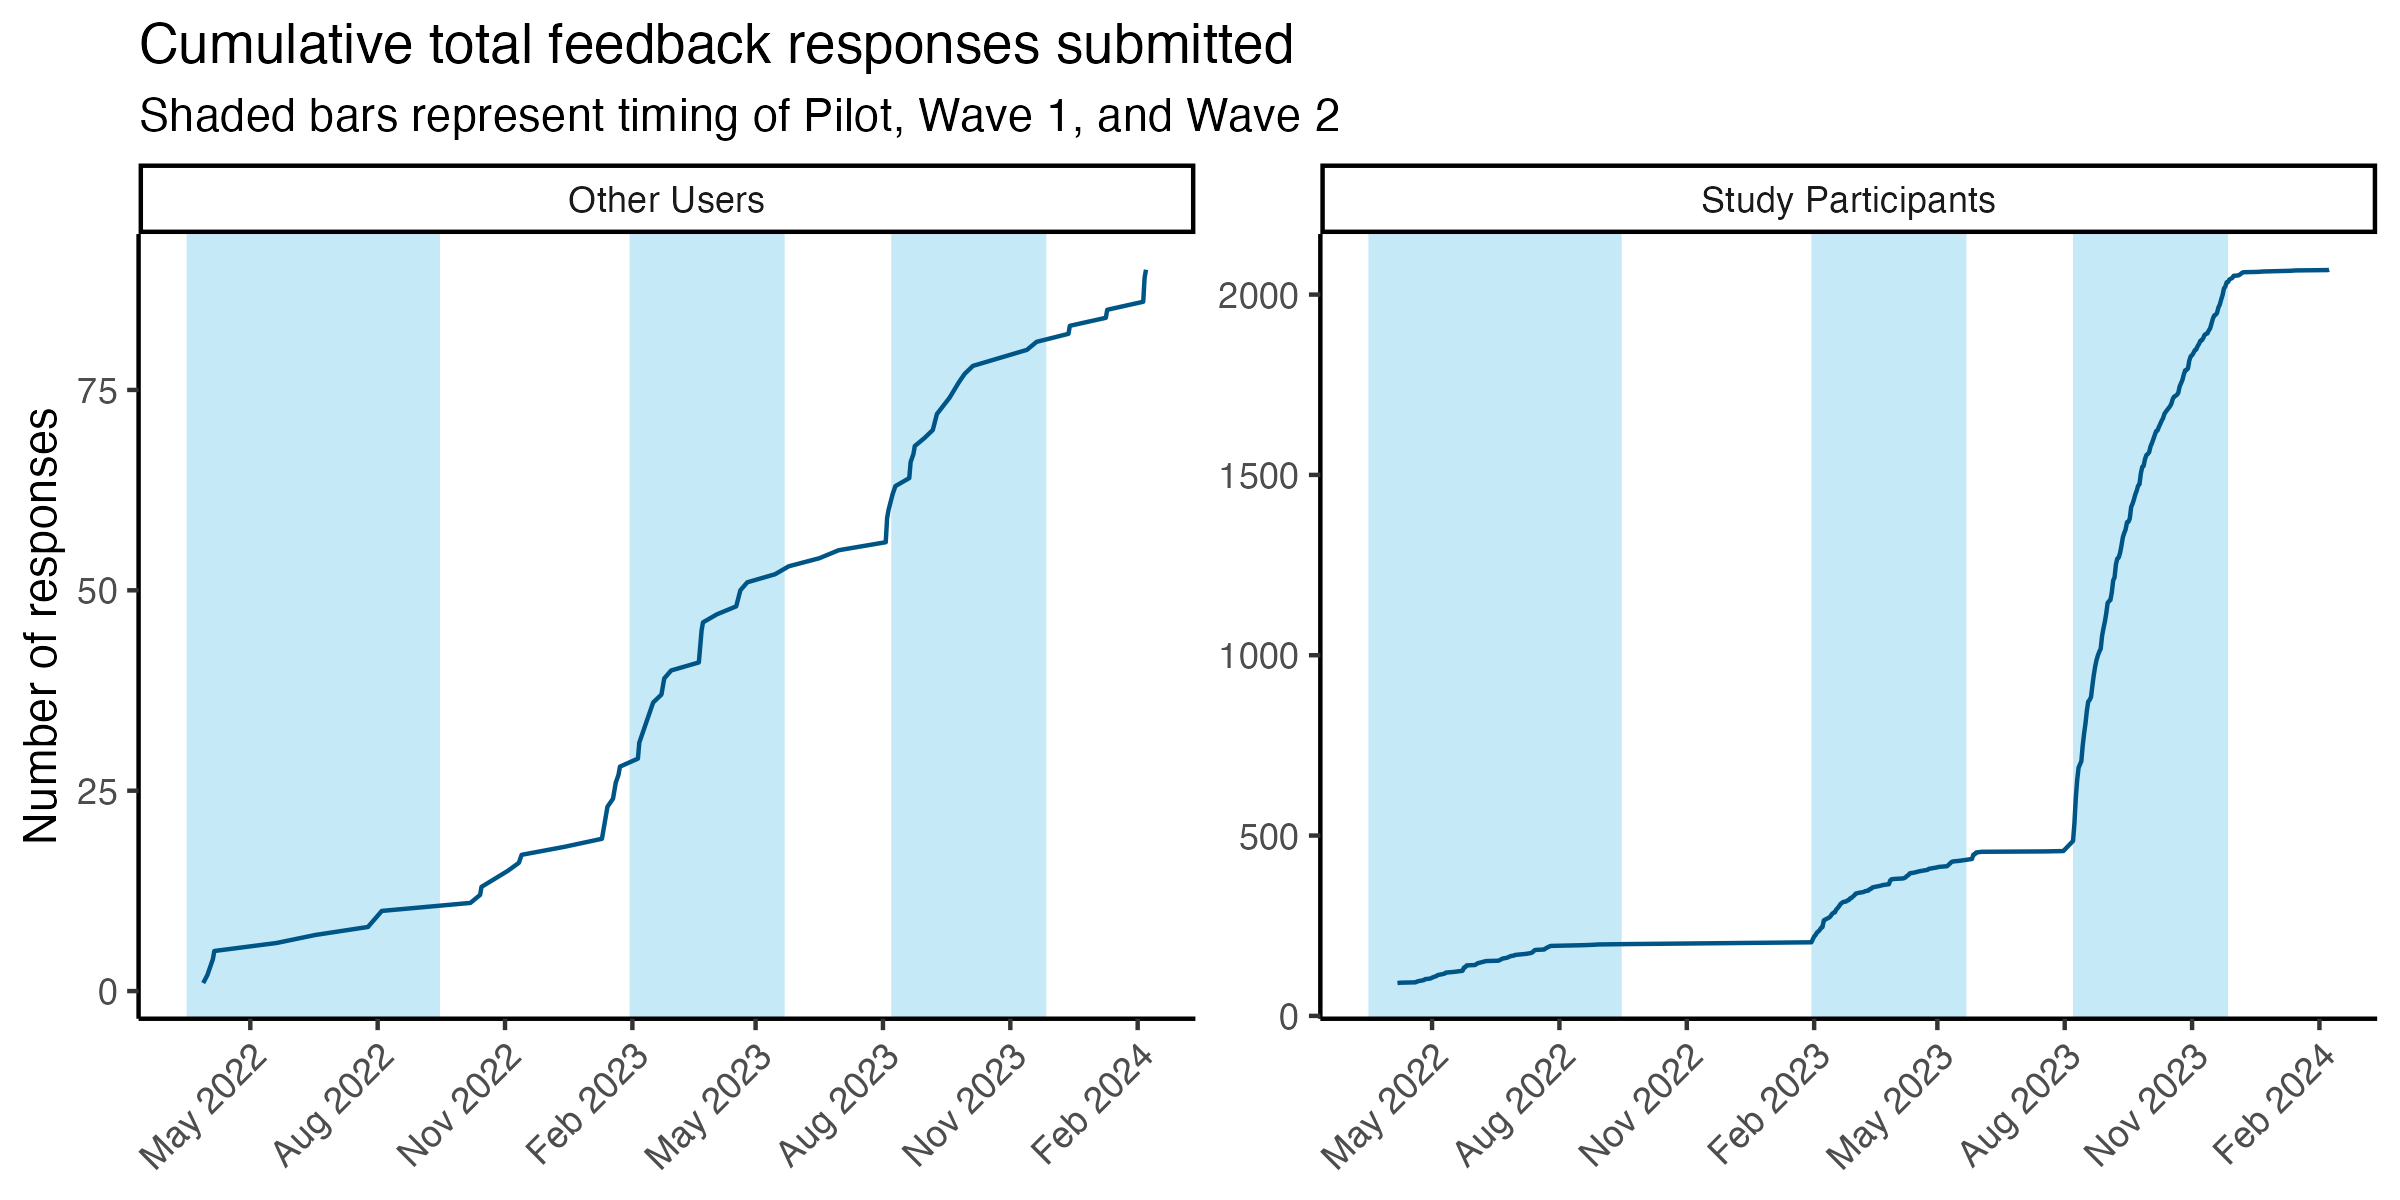 Cumulative total feedback responses submitted
Shaded bars represent timing of Pilot, Wave 1, and Wave 2
Other Users
Study Participants
Number of responses
75
50
25
0
May 2022
Aug 2022
Nov 2022
Feb 2023
May 2023
Aug 2023
Nov 2023
Feb 2024
2000
1500
1000
500
0
May 2022
Aug 2022
Nov 2022
Feb 2023
May 2023
Aug 2023
Nov 2023
Feb 2024